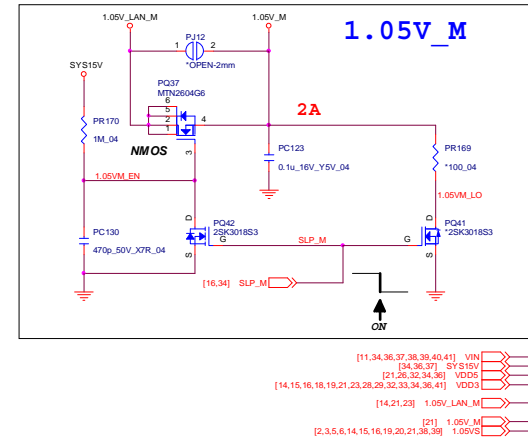 1.05V_LAN_M
1.05V_M
1.05V_M
PJ12
1
2
*OPEN-2mm
SYS15V
PQ37
MTN2604G6
6
5
2
1
4
3
2A
PR170
1M_04
NMOS
PC123
0.1u_16V_Y5V_04
PR169
*100_04
1.05VM_EN
1.05VM_LO
PQ42
2SK3018S3
D
G
S
SLP_M
PQ41
*2SK3018S3
D
G
S
PC130
470p_50V_X7R_04
[16,34] SLP_M
ON
[11,34,36,37,38,39,40,41] VIN
[34,36,37] SYS15V
[21,26,32,34,36] VDD5
[14,15,16,18,19,21,23,28,29,32,33,34,36,41] VDD3
[14,21,23] 1.05V_LAN_M
[21] 1.05V_M
[2,3,5,6,14,15,16,19,20,21,38,39] 1.05VS